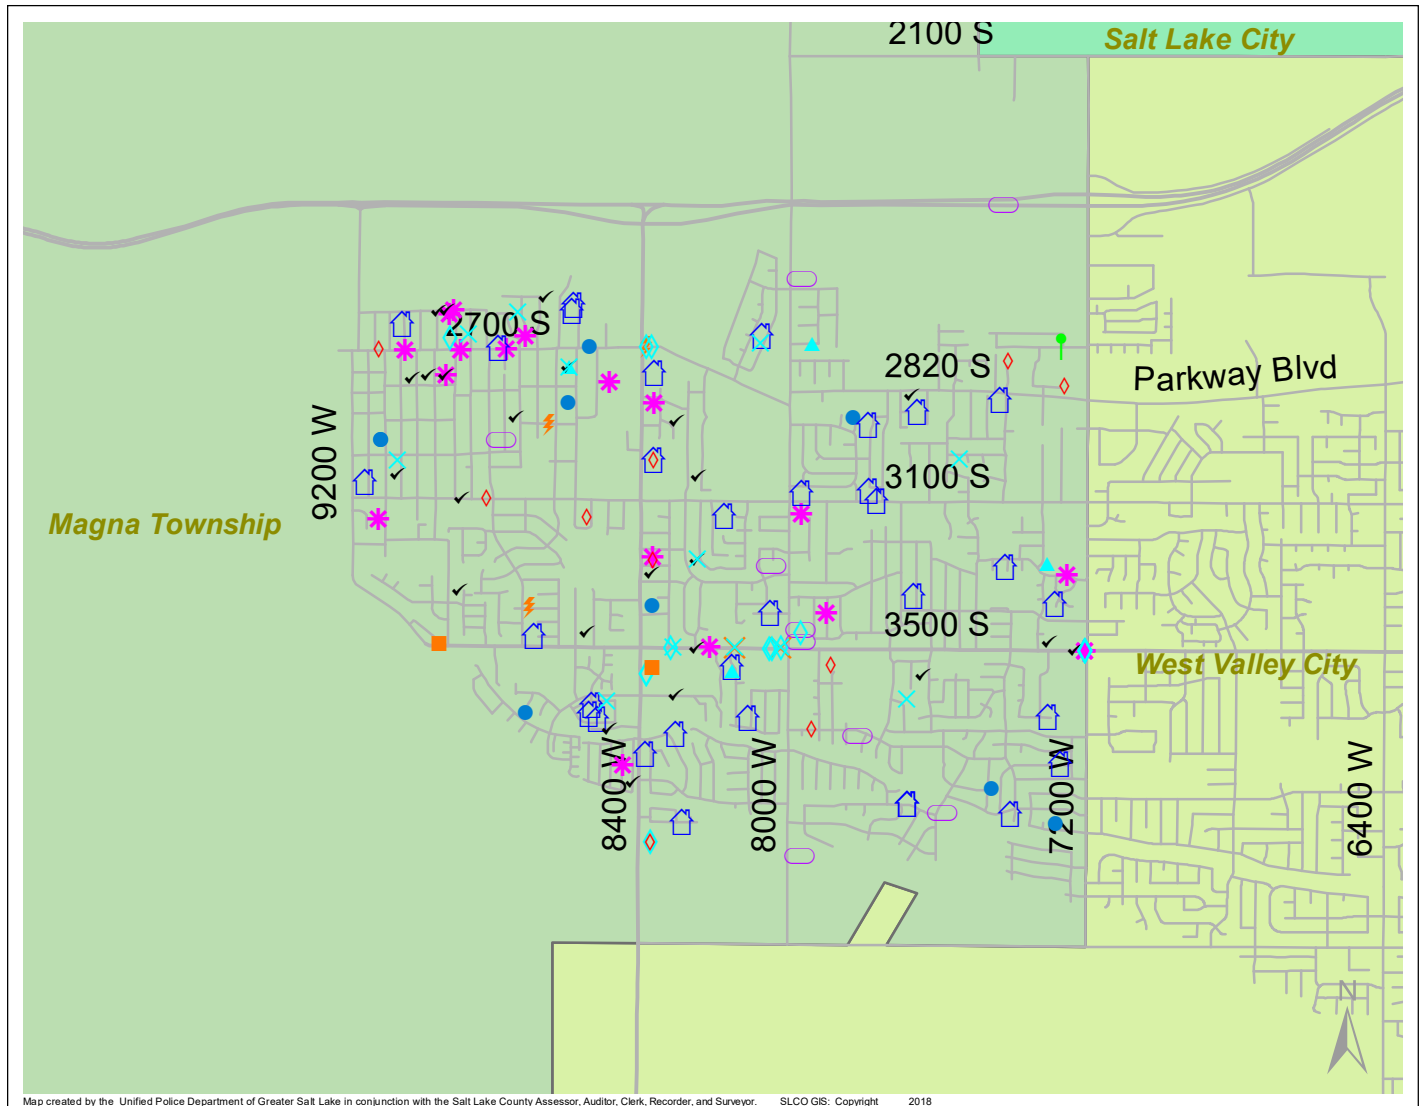 2100 S
Salt Lake City
2700 S
2820 S
Parkway Blvd
9200 W
3100 S
Magna Township
3500 S
West Valley City
8400 W
8000 W
7200 W
6400 W
N
Map created by the Unified Police Department of Greater Salt Lake in conjunction with the Salt Lake County Assessor, Auditor, Clerk, Recorder, and Surveyor. SLCO GIS: Copyright 2018